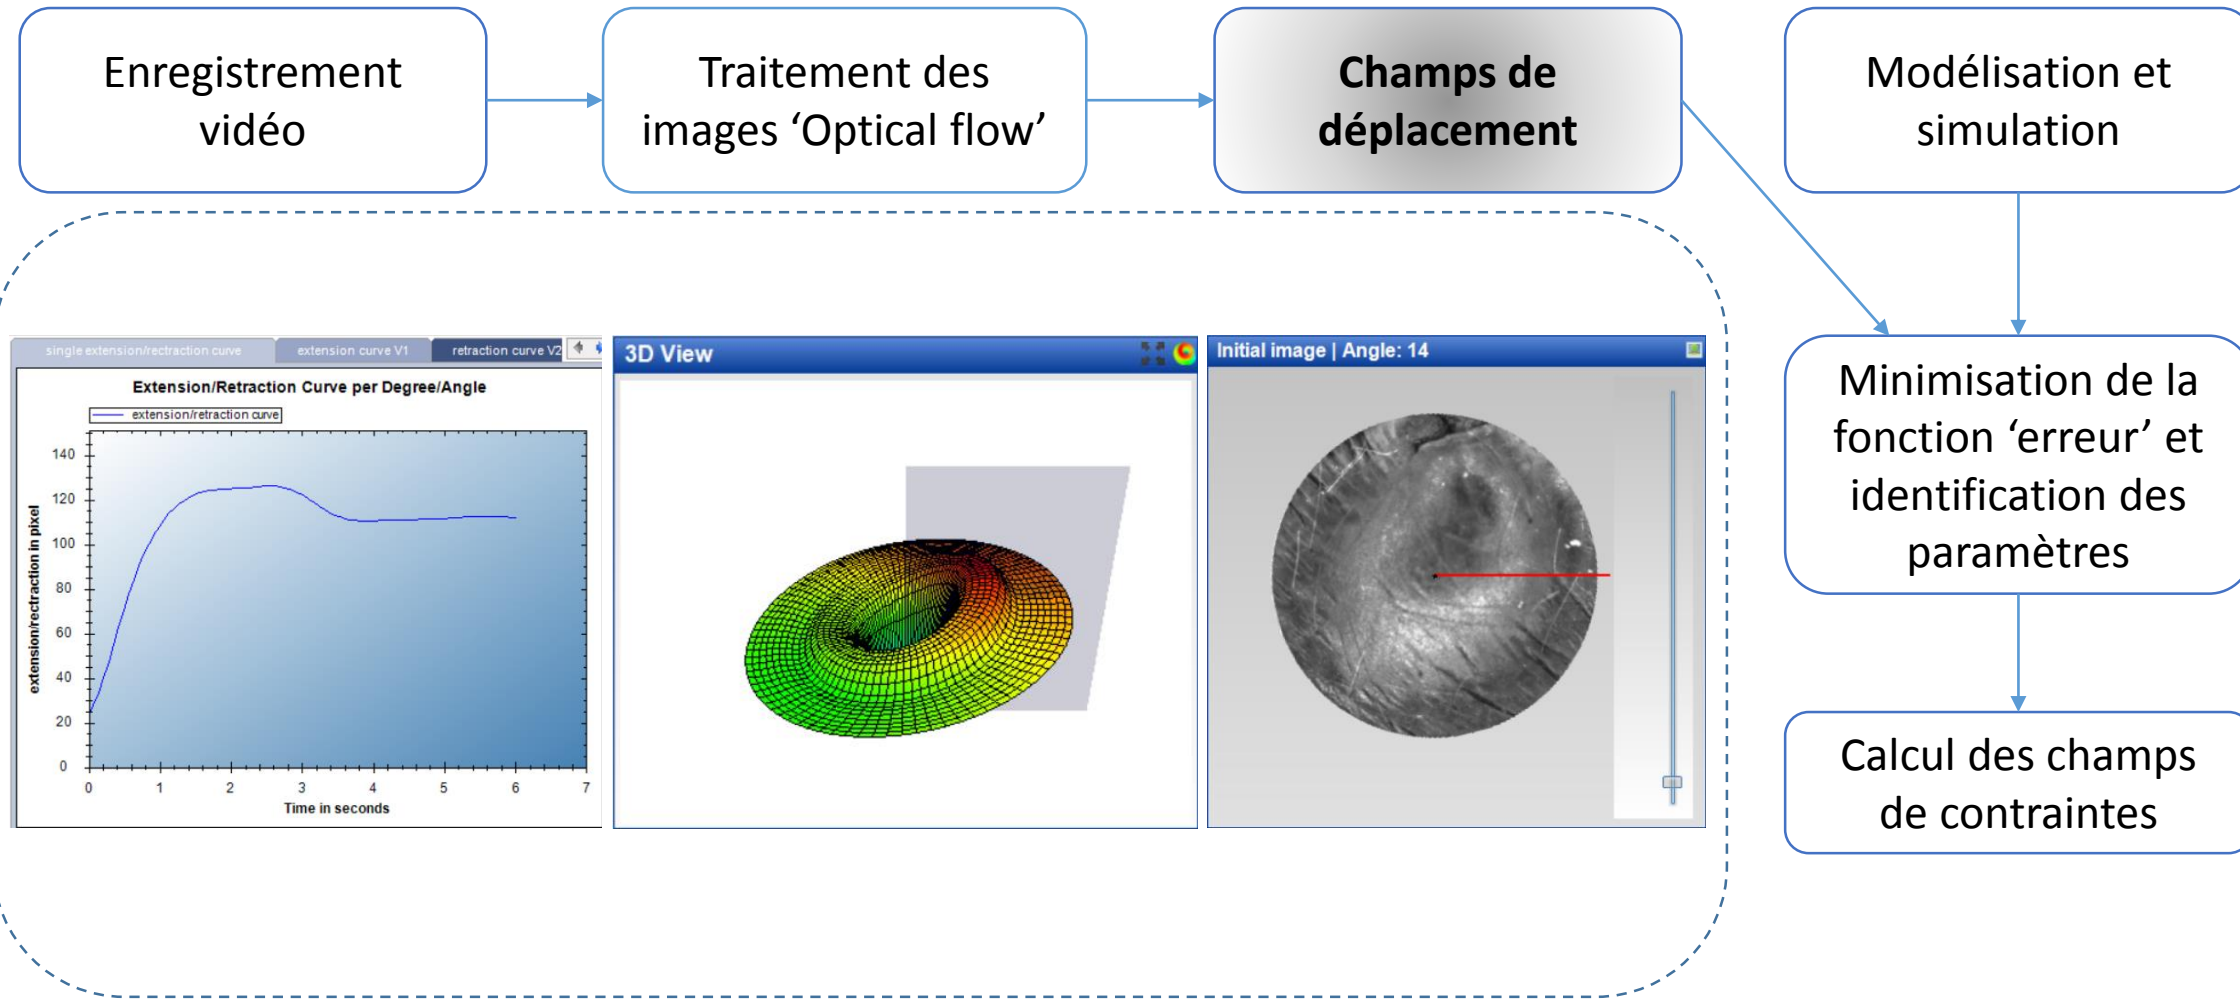 Enregistrement
vidéo
Traitement des
images ‘Optical flow’
Champs de
déplacement
Modélisation et
simulation
single extension/rectraction curve
extension curve V1
retraction curve V2
Extension/Retraction Curve per Degree/Angle
extension/retraction curve
extension/rectraction in pixel
140
120
100
80
60
40
20
0
0 1 2 3 4 5 6 7
Time in seconds
3D View
Initial image | Angle: 14
Minimisation de la
fonction ‘erreur’ et
identification des
paramètres
Calcul des champs
de contraintes